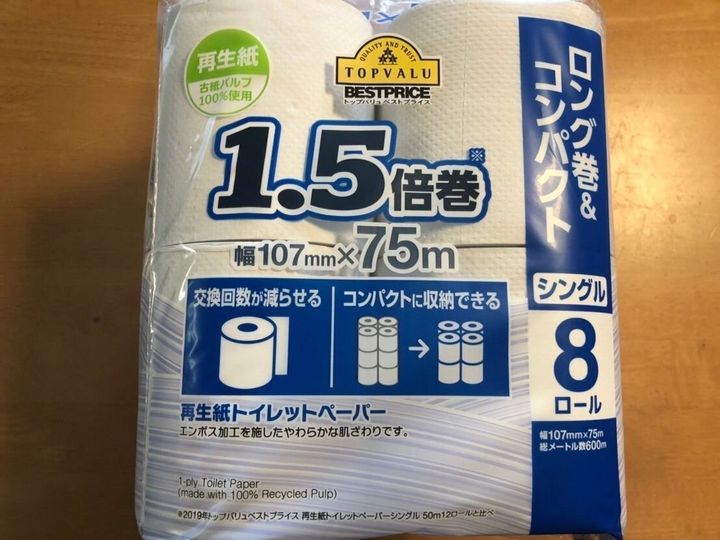 再生紙
古紙パルプ
100%使用
QUALITY AND TRUST
TOPVALU
BESTPRICE
トップバリュベストプライス
1.5倍巻※
幅107mm×75m
交換回数が減らせる
コンパクトに収納できる
再生紙トイレットペーパー
エンボス加工を施したやわらかな肌ざわりです。
1-ply Toilet Paper
(made with 100% Recycled Pulp)
※2019年トップバリュベストプライス 再生紙トイレットペーパーシングル 50m12ロールと比べ
ロング巻&
コンパクト
シングル
8
ロール
幅107mm×75m
総メートル数600m